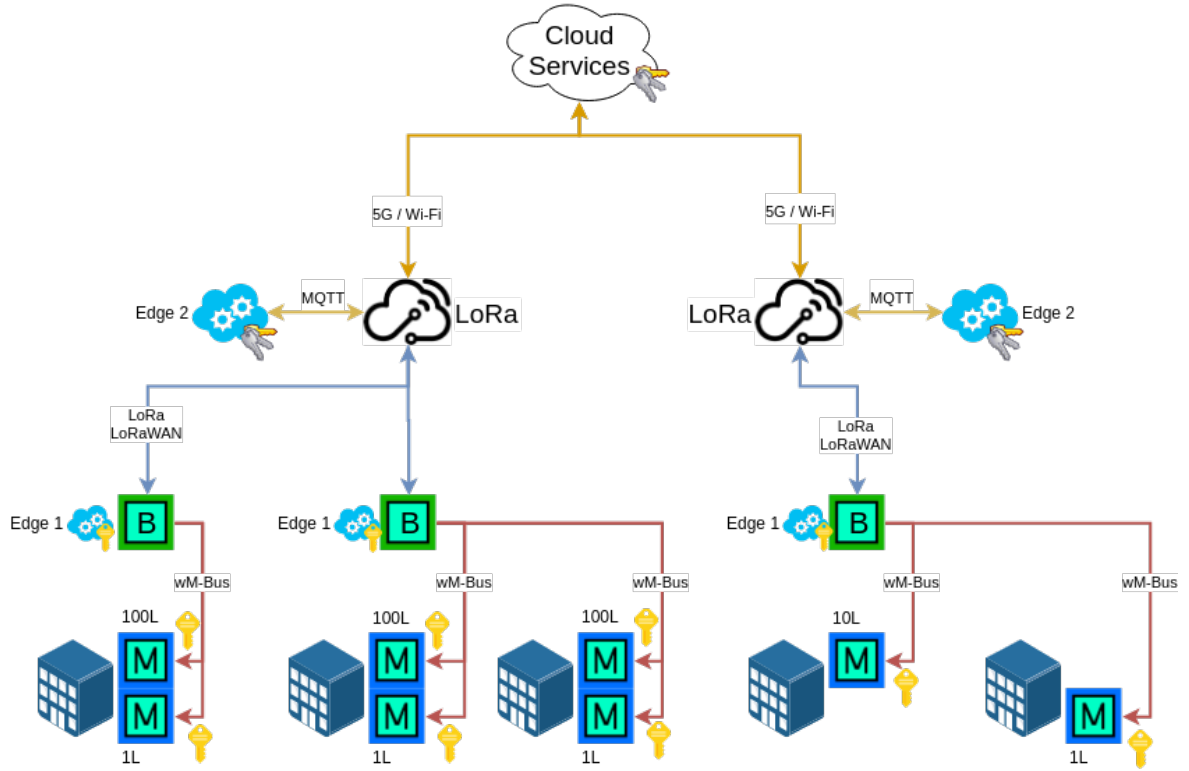 Cloud
Services
5G / Wi-Fi
5G / Wi-Fi
Edge 2
MQTT
LoRa
LoRa
MQTT
Edge 2
LoRa
LoRaWAN
LoRa
LoRaWAN
Edge 1
B
Edge 1
B
Edge 1
B
wM-Bus
wM-Bus
wM-Bus
wM-Bus
wM-Bus
100L
100L
100L
10L
M
M
M
M
M
M
M
M
1L
1L
1L
1L